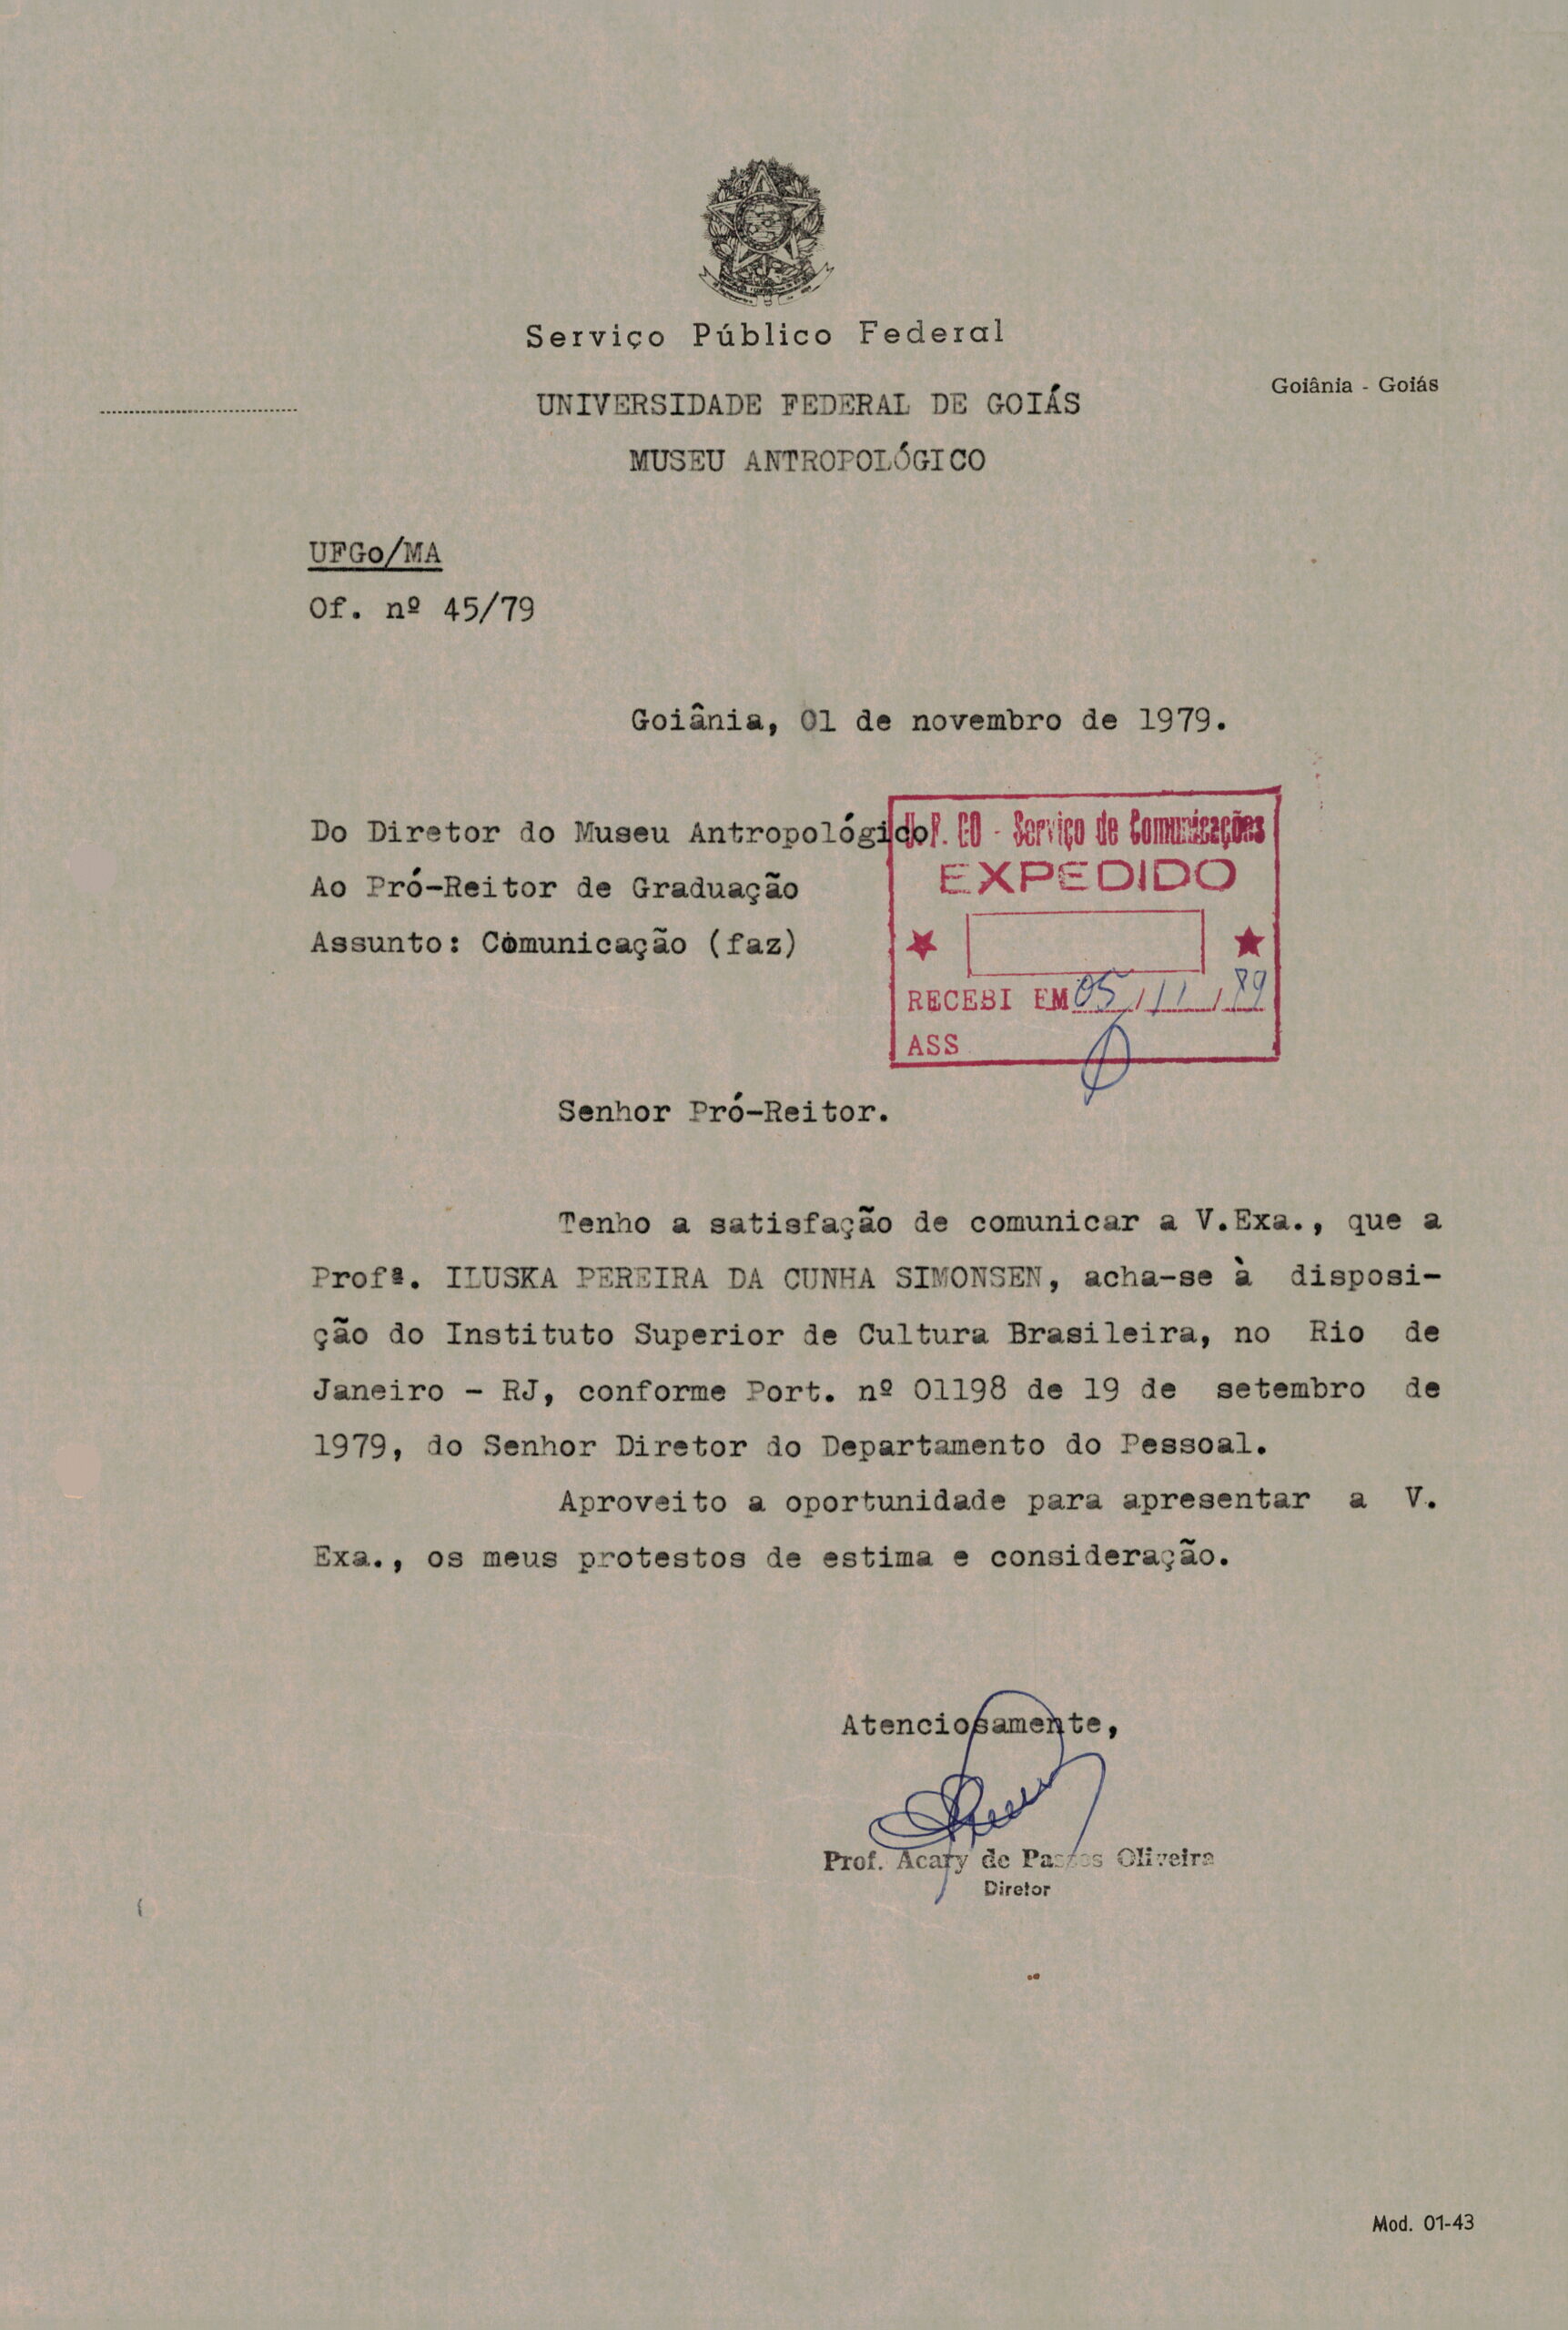 Serviço Público Federal
Goiânia - Goiás
UNIVERSIDADE FEDERAL DE GOIÁS
MUSEU ANTROPOLÓGICO
UFGo/MA
Of. nº 45/79
Goiânia, 01 de novembro de 1979.
Do Diretor do Museu Antropológico
Ao Pró-Reitor de Graduação
Assunto: Comunicação (faz)
Serviço de Comunicações
EXPEDIDO
RECEBI EM 05/11/79
ASS
Senhor Pró-Reitor.
Tenho a satisfação de comunicar a V.Exa., que a
Profª. ILUSKA PEREIRA DA CUNHA SIMONSEN, acha-se à disposi-
ção do Instituto Superior de Cultura Brasileira, no Rio de
Janeiro - RJ, conforme Port. nº 01198 de 19 de setembro de
1979, do Senhor Diretor do Departamento do Pessoal.
Aproveito a oportunidade para apresentar a V.
Exa., os meus protestos de estima e consideração.
Atenciosamente,
Prof. Acary de Passos Oliveira
Diretor
Mod. 01-43